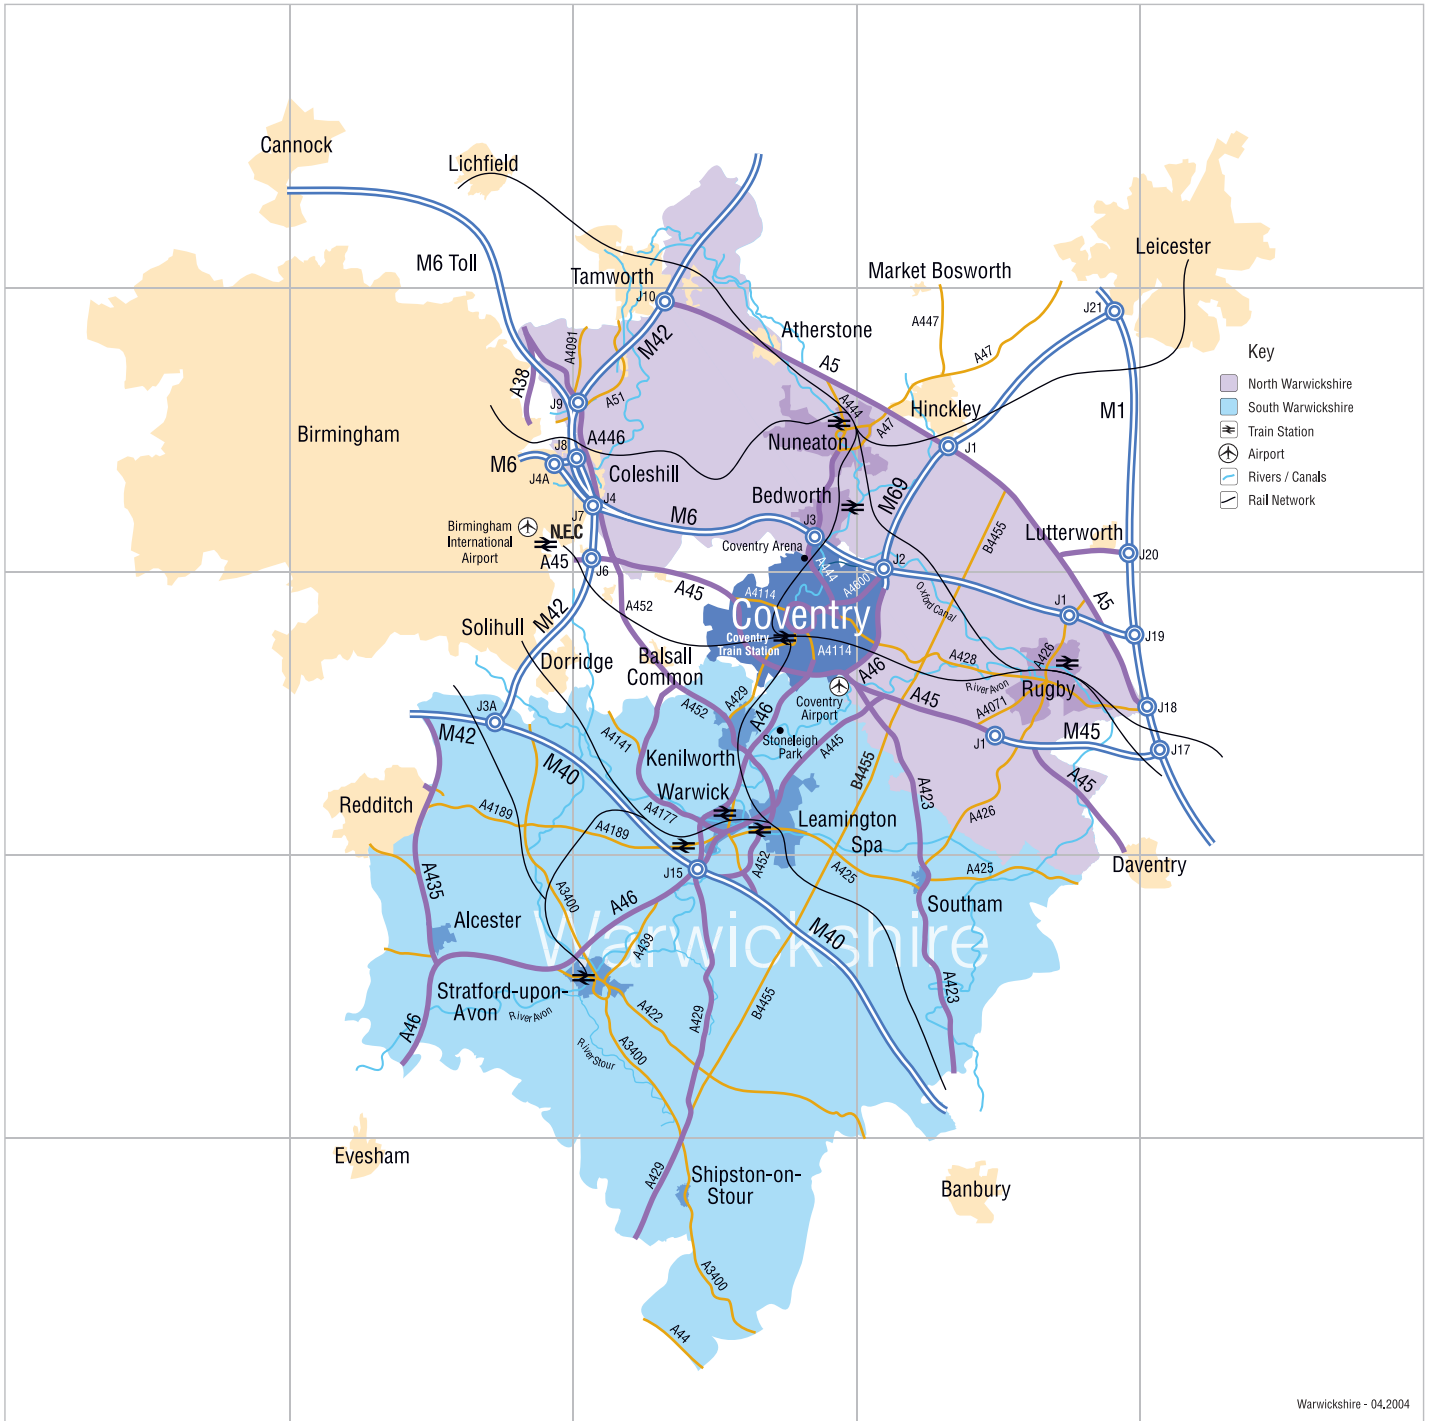 Cannock
Lichfield
Leicester
M6 Toll
Tamworth
Market Bosworth
J10
J21
A447
Atherstone
A4091
M42
A5
A47
Key
A38
North Warwickshire
A51
J9
A444
Hinckley
South Warwickshire
M1
Train Station
Birmingham
A446
Nuneaton
A47
J1
J8
Airport
M6
J4A
Coleshill
Rivers / Canals
Bedworth
M69
J4
Rail Network
J7
M6
J3
B4455
Lutterworth
Birmingham
International
Airport
N.E.C
Coventry Arena
J20
A45
J6
J2
A444
A4600
A45
A4114
Oxford Canal
J1
A5
A452
Coventry
M42
Solihull
Coventry
Train Station
J19
A4114
A426
Dorridge
Balsall
Common
A428
A46
River Avon
Rugby
A429
A45
J3A
A452
A46
Coventry
Airport
A4071
J18
M42
A4141
Stoneleigh
Park
A445
J1
M45
J17
Kenilworth
M40
B4455
A45
Redditch
Warwick
A423
A4189
A4177
A426
A4189
Leamington
Spa
A452
J15
A425
A425
Daventry
A435
A3400
A46
Southam
Alcester
Warwickshire
A439
M40
Stratford-upon-
Avon
River Avon
A423
A46
A422
A429
B4455
River Stour
A3400
Evesham
A429
Shipston-on-
Stour
Banbury
A3400
A44
Warwickshire - 04.2004